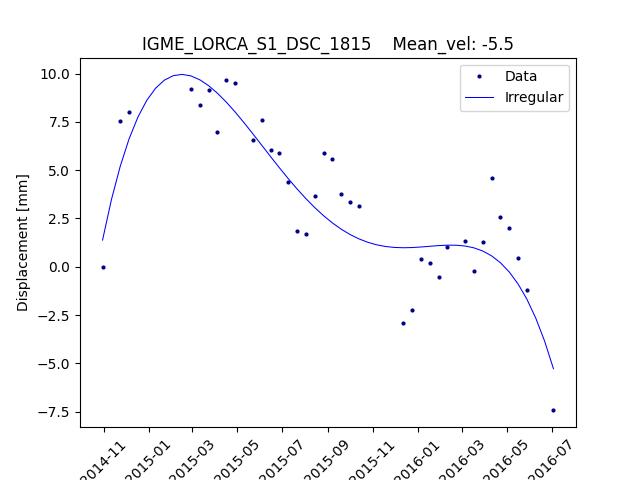 IGME_LORCA_S1_DSC_1815    Mean_vel: -5.5
Data
Irregular
Displacement [mm]
10.0
7.5
5.0
2.5
0.0
−2.5
−5.0
−7.5
2014-11 2015-01 2015-03 2015-05 2015-07 2015-09 2015-11 2016-01 2016-03 2016-05 2016-07